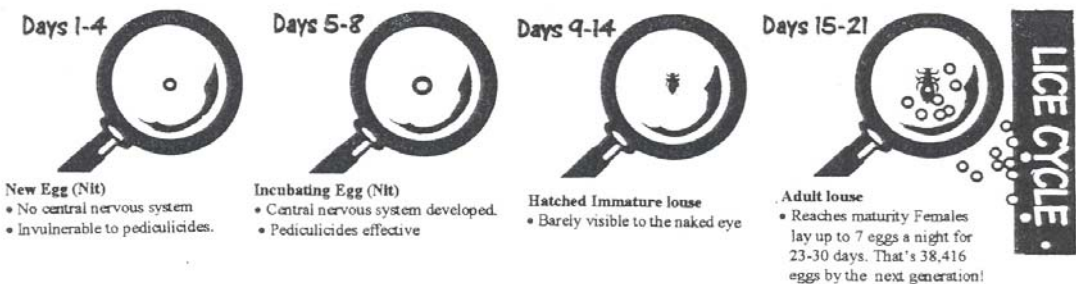 Days 1-4
New Egg (Nit)
• No central nervous system
• Invulnerable to pediculicides.
Days 5-8
Incubating Egg (Nit)
• Central nervous system developed.
• Pediculicides effective
Days 9-14
Hatched Immature louse
• Barely visible to the naked eye
Days 15-21
Adult louse
• Reaches maturity Females
lay up to 7 eggs a night for
23-30 days. That's 38,416
eggs by the next generation!
LICE CYCLE •